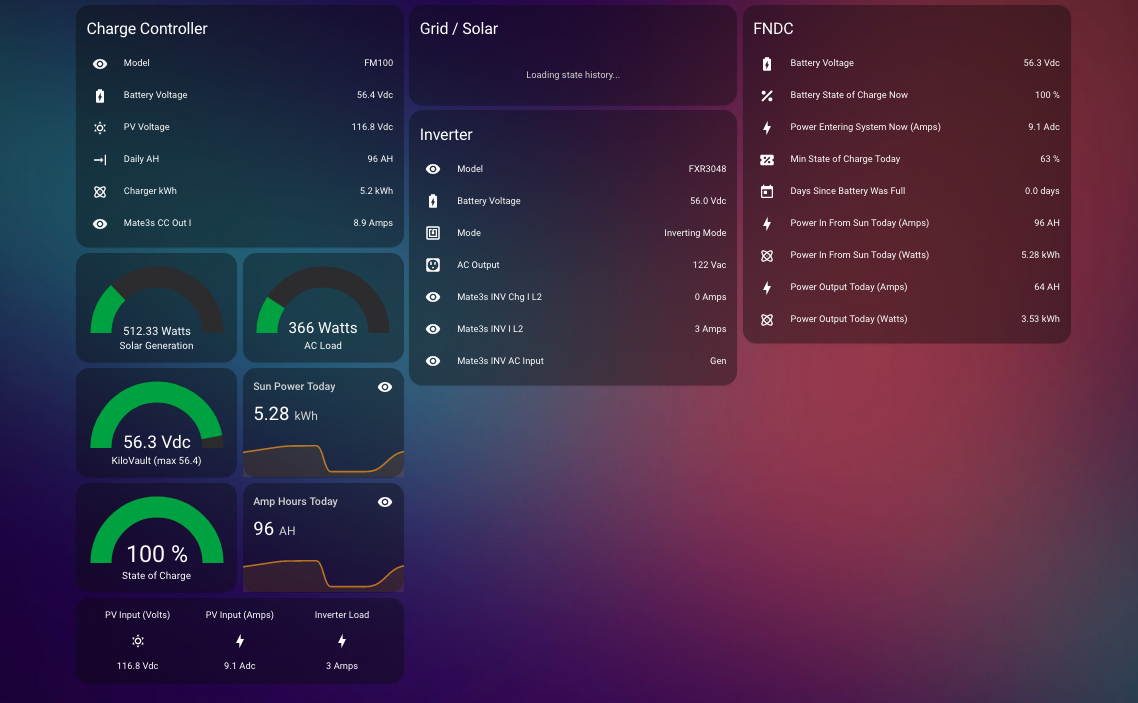 Charge Controller
Model FM100
Battery Voltage 56.4 Vdc
PV Voltage 116.8 Vdc
Daily AH 96 AH
Charger kWh 5.2 kWh
Mate3s CC Out I 8.9 Amps
512.33 Watts
Solar Generation
366 Watts
AC Load
56.3 Vdc
KiloVault (max 56.4)
Sun Power Today
5.28 kWh
100 %
State of Charge
Amp Hours Today
96 AH
PV Input (Volts) PV Input (Amps) Inverter Load
116.8 Vdc 9.1 Adc 3 Amps
Grid / Solar
Loading state history...
Inverter
Model FXR3048
Battery Voltage 56.0 Vdc
Mode Inverting Mode
AC Output 122 Vac
Mate3s INV Chg I L2 0 Amps
Mate3s INV I L2 3 Amps
Mate3s INV AC Input Gen
FNDC
Battery Voltage 56.3 Vdc
Battery State of Charge Now 100 %
Power Entering System Now (Amps) 9.1 Adc
Min State of Charge Today 63 %
Days Since Battery Was Full 0.0 days
Power In From Sun Today (Amps) 96 AH
Power In From Sun Today (Watts) 5.28 kWh
Power Output Today (Amps) 64 AH
Power Output Today (Watts) 3.53 kWh